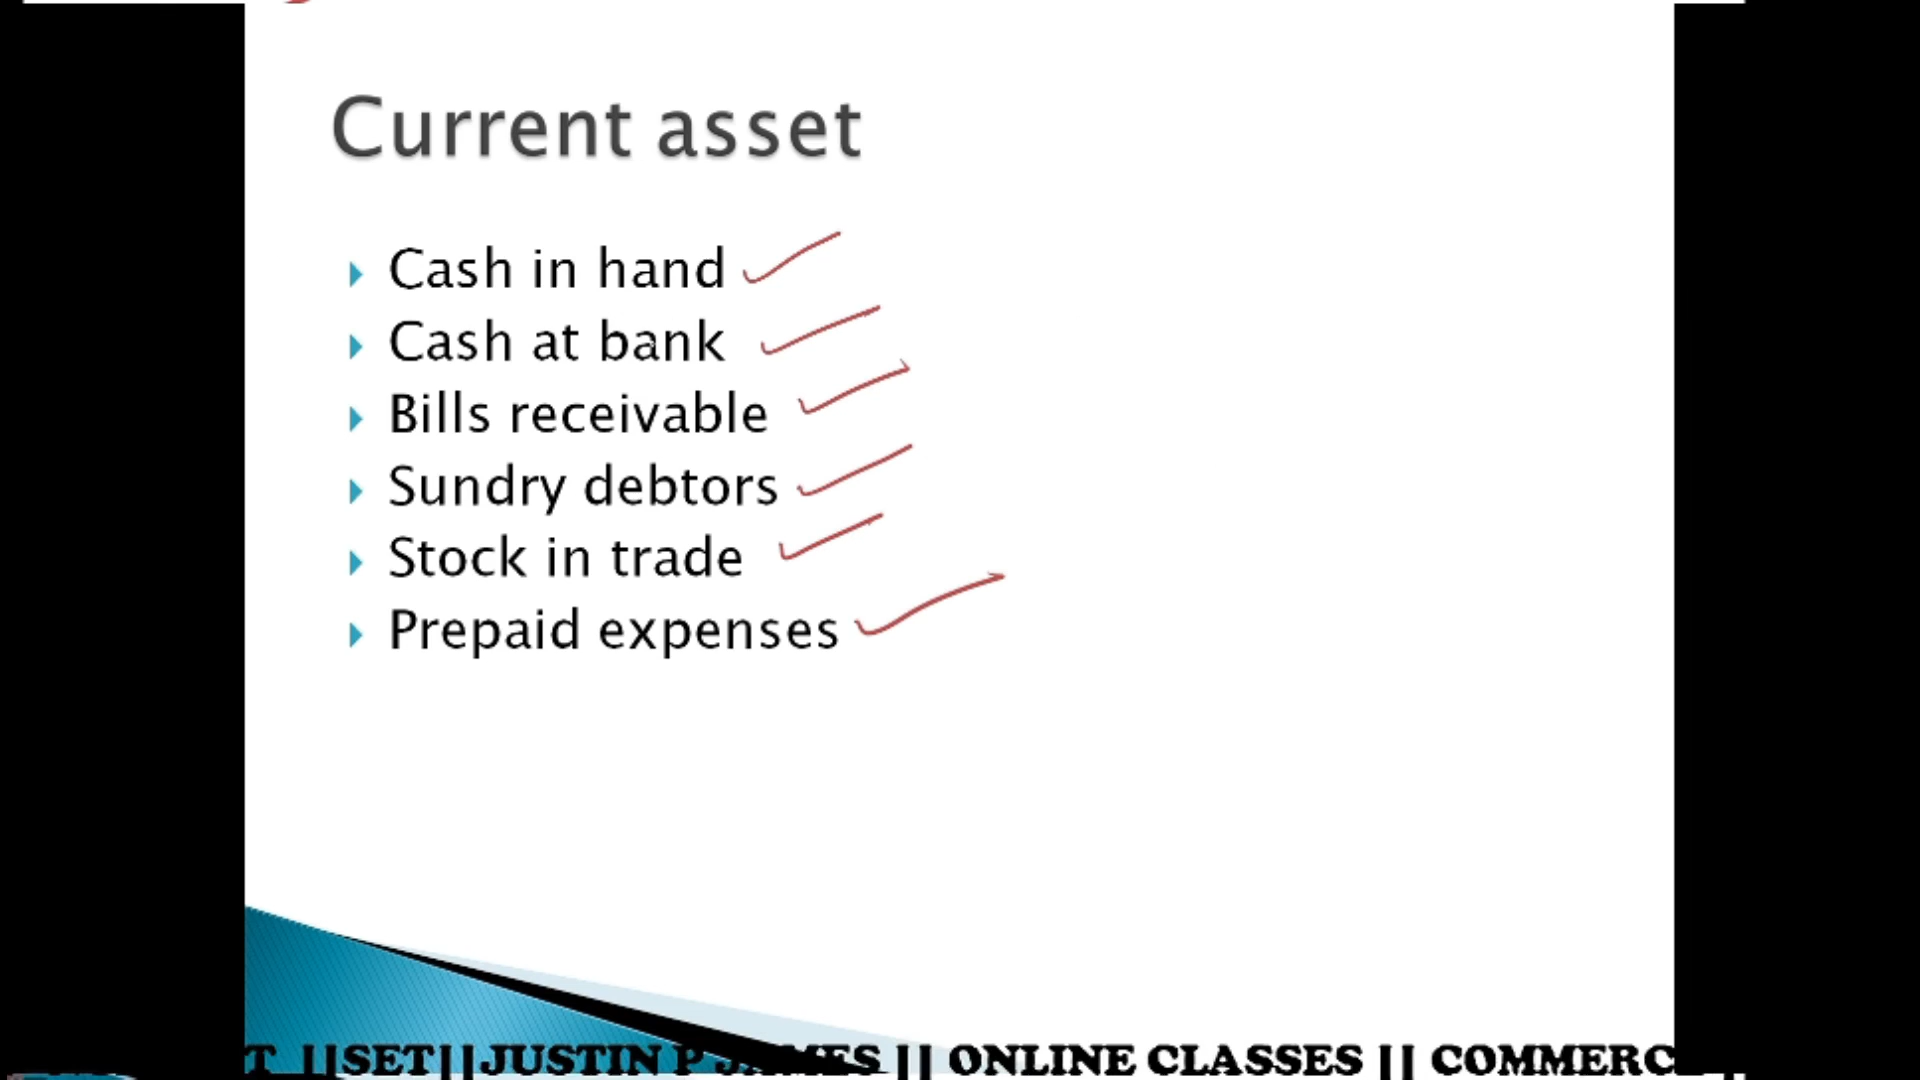 Current asset
Cash in hand
Cash at bank
Bills receivable
Sundry debtors
Stock in trade
Prepaid expenses
T ||SET||JUSTIN P JAMES || ONLINE CLASSES || COMMERC